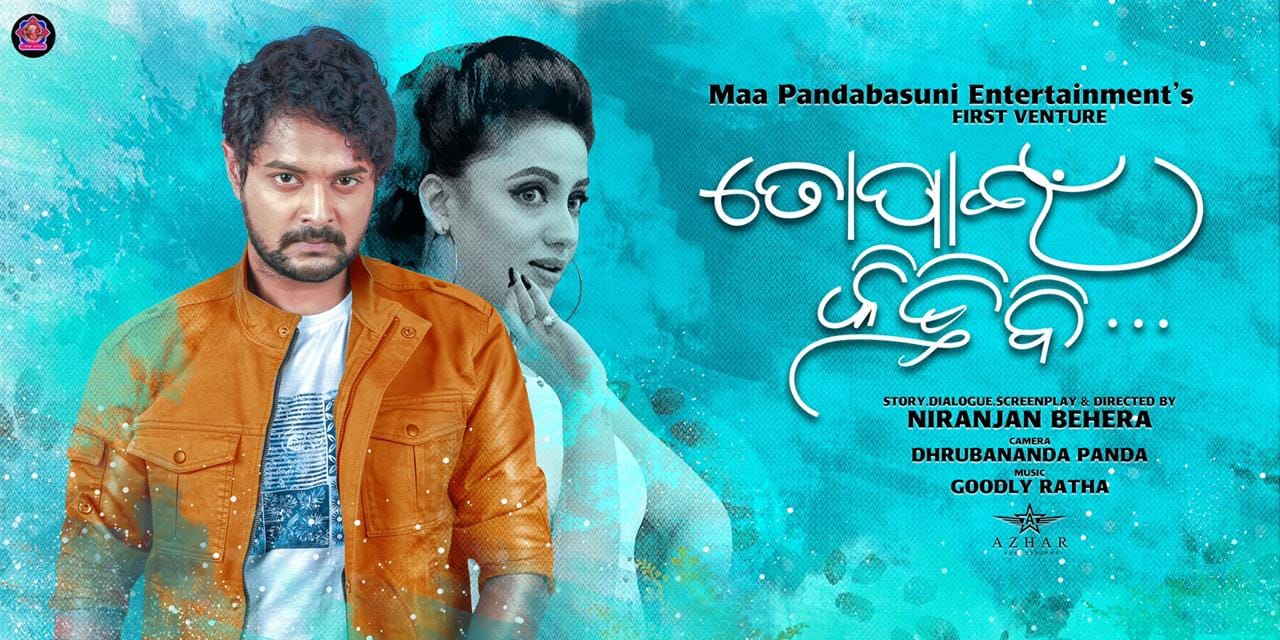 Maa Pandabasuni Entertainment's
FIRST VENTURE
ତୋପାଇଁ
କିଛିବି...
STORY.DIALOGUE.SCREENPLAY & DIRECTED BY
NIRANJAN BEHERA
CAMERA
DHRUBANANDA PANDA
MUSIC
GOODLY RATHA
AZHAR